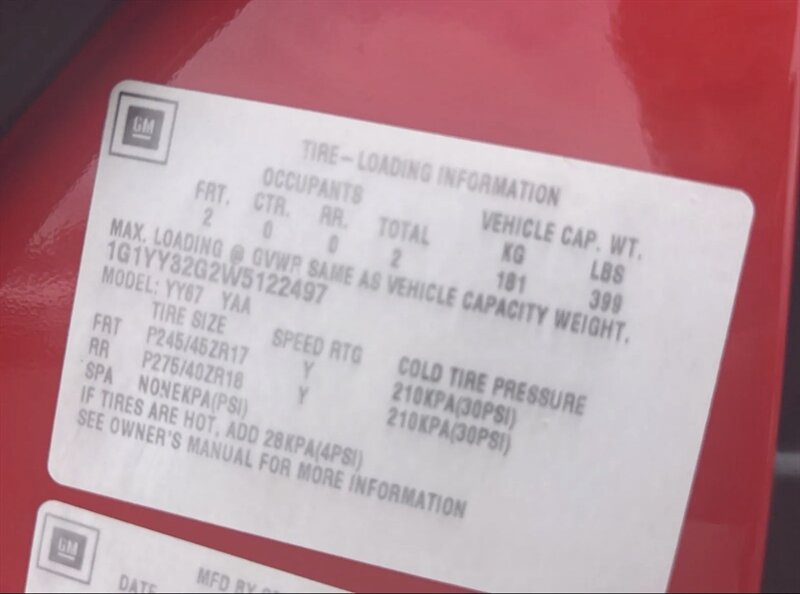 GM
TIRE-LOADING INFORMATION
OCCUPANTS VEHICLE CAP. WT.
FRT. CTR. RR. TOTAL KG LBS
2 0 0 2 181 399
MAX. LOADING @ GVWR SAME AS VEHICLE CAPACITY WEIGHT.
1G1YY32G2W5122497
MODEL: YY67 YAA
TIRE SIZE SPEED RTG COLD TIRE PRESSURE
FRT P245/45ZR17 Y 210KPA(30PSI)
RR P275/40ZR18 Y 210KPA(30PSI)
SPA NONEKPA(PSI)
IF TIRES ARE HOT, ADD 28KPA(4PSI)
SEE OWNER'S MANUAL FOR MORE INFORMATION
GM
MFD BY
DATE